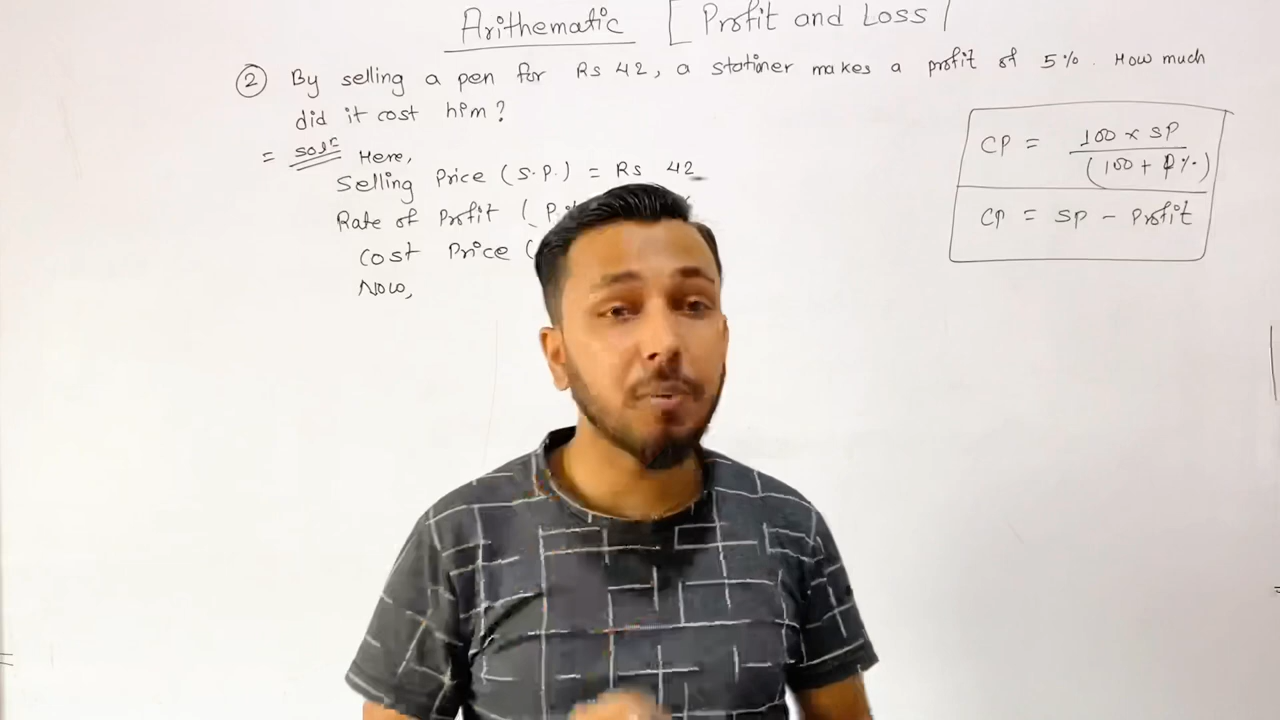 Arithematic [ Profit and Loss ]
② By selling a pen for Rs 42, a stationer makes a profit of 5%. How much
did it cost him?
= Solⁿ Here,
Selling Price (S.P.) = Rs 42
Rate of Profit ( P.
Cost Price (
Now,
CP = 100 × SP / (100 + P%)
CP = SP - Profit